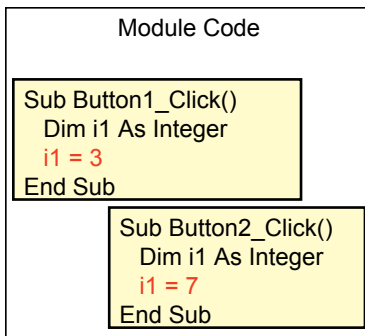 Module Code
Sub Button1_Click()
Dim i1 As Integer
i1 = 3
End Sub
Sub Button2_Click()
Dim i1 As Integer
i1 = 7
End Sub